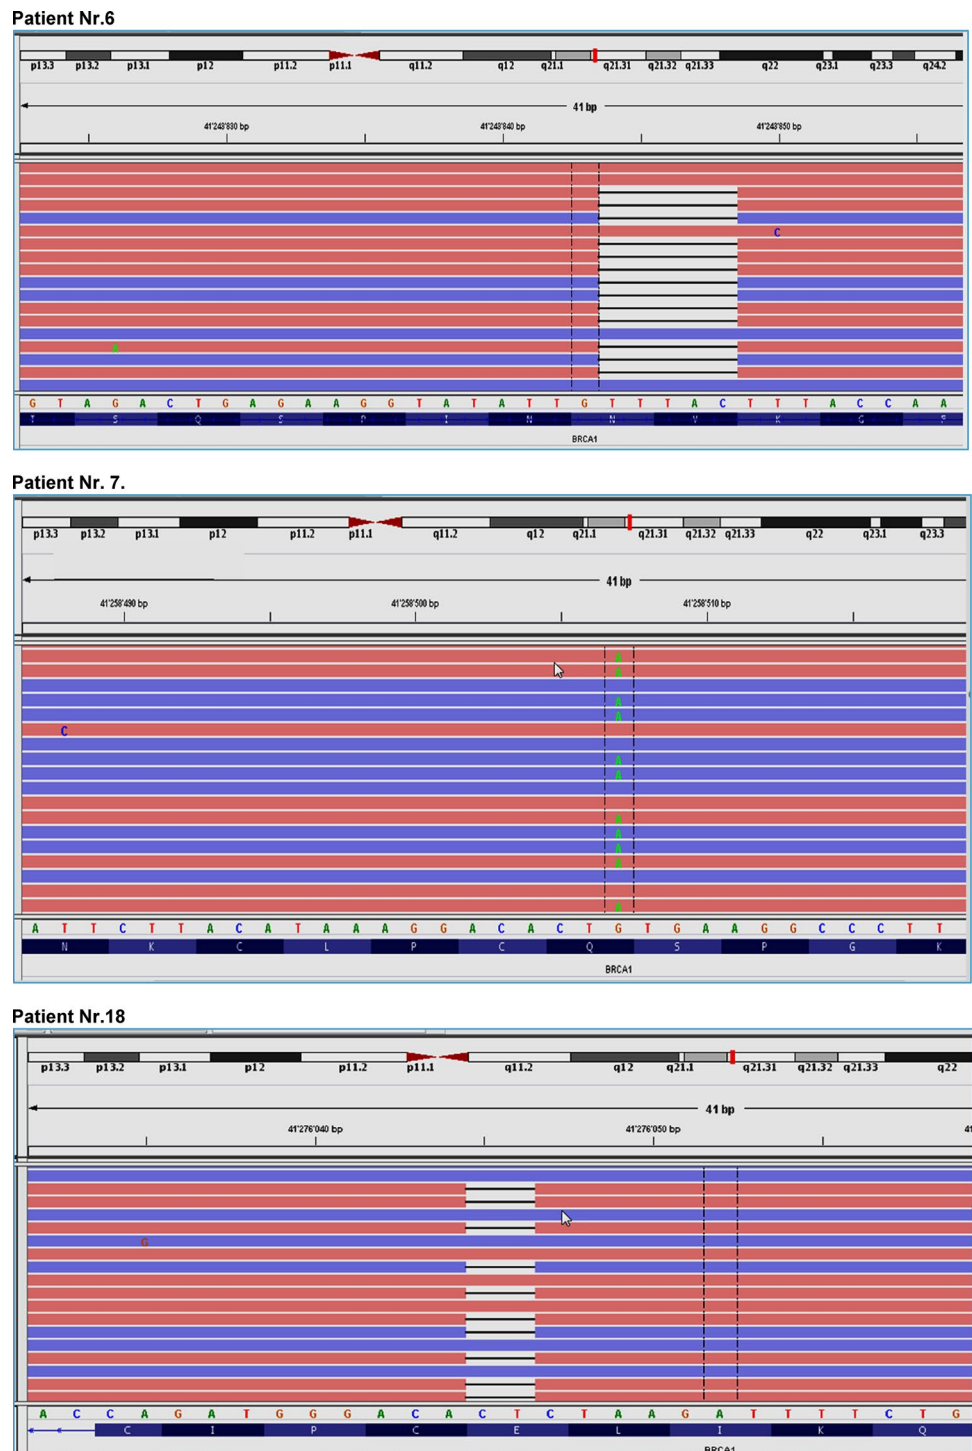 Patient Nr.6
p13.3 p13.2 p13.1 p12 p11.2 p11.1 q11.2 q12 q21.1 q21.31 q21.32 q21.33 q22 q23.1 q23.3 q24.2
41 bp
41'243'830 bp 41'243'840 bp 41'243'850 bp
C
A
G T A G A C T G A G A A G G T A T A T T G T T T A C T T T A C C A A
T S Q S P I N N V K G P
BRCA1
Patient Nr. 7.
p13.3 p13.2 p13.1 p12 p11.2 p11.1 q11.2 q12 q21.1 q21.31 q21.32 q21.33 q22 q23.1 q23.3
41 bp
41'258'490 bp 41'258'500 bp 41'258'510 bp
A
A
A
A
C
A
A
A
A
A
A
A
A T T C T T A C A T A A A G G A C A C T G T G A A G G C C C T T
N K C L P C Q S P G K
BRCA1
Patient Nr.18
p13.3 p13.2 p13.1 p12 p11.2 p11.1 q11.2 q12 q21.1 q21.31 q21.32 q21.33 q22
41 bp
41'276'040 bp 41'276'050 bp 41
G
A C C A G A T G G G A C A C T C T A A G A T T T T C T G
C I P C E L I K Q
BRCA1